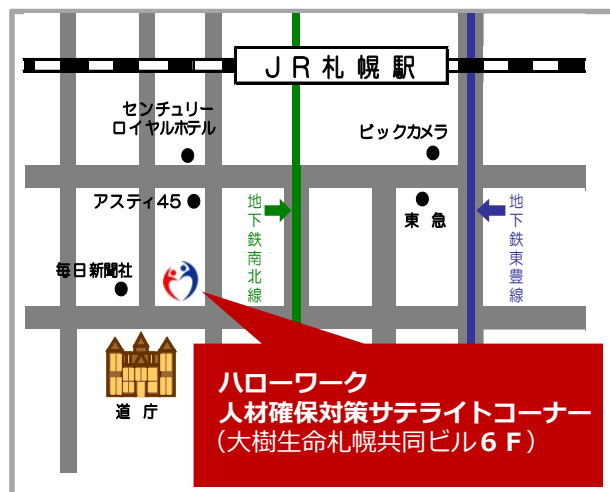 JR札幌駅
センチュリー
ロイヤルホテル
ビックカメラ
アスティ45
地下鉄南北線
東急
地下鉄東豊線
毎日新聞社
道庁
ハローワーク
人材確保対策サテライトコーナー
(大樹生命札幌共同ビル6F)